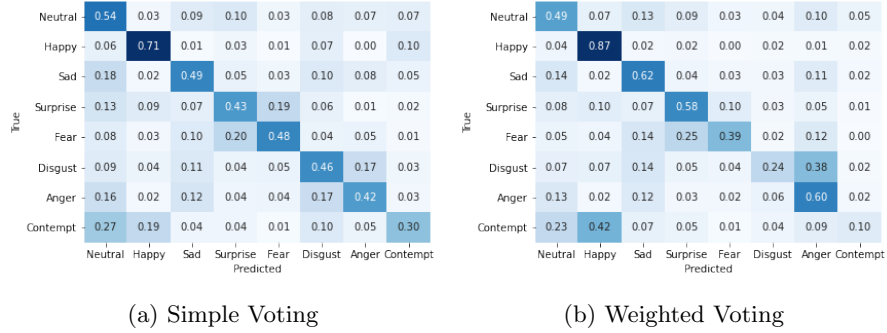 Neutral 0.54 0.03 0.09 0.10 0.03 0.08 0.07 0.07
Happy 0.06 0.71 0.01 0.03 0.01 0.07 0.00 0.10
Sad 0.18 0.02 0.49 0.05 0.03 0.10 0.08 0.05
Surprise 0.13 0.09 0.07 0.43 0.19 0.06 0.01 0.02
Fear 0.08 0.03 0.10 0.20 0.48 0.04 0.05 0.01
Disgust 0.09 0.04 0.11 0.04 0.05 0.46 0.17 0.03
Anger 0.16 0.02 0.12 0.04 0.04 0.17 0.42 0.03
Contempt 0.27 0.19 0.04 0.04 0.01 0.10 0.05 0.30
True
Neutral Happy Sad Surprise Fear Disgust Anger Contempt
Predicted
(a) Simple Voting
Neutral 0.49 0.07 0.13 0.09 0.03 0.04 0.10 0.05
Happy 0.04 0.87 0.02 0.02 0.00 0.02 0.01 0.02
Sad 0.14 0.02 0.62 0.04 0.03 0.03 0.11 0.02
Surprise 0.08 0.10 0.07 0.58 0.10 0.03 0.05 0.01
Fear 0.05 0.04 0.14 0.25 0.39 0.02 0.12 0.00
Disgust 0.07 0.07 0.14 0.05 0.04 0.24 0.38 0.02
Anger 0.13 0.02 0.12 0.03 0.02 0.06 0.60 0.02
Contempt 0.23 0.42 0.07 0.05 0.01 0.04 0.09 0.10
True
Neutral Happy Sad Surprise Fear Disgust Anger Contempt
Predicted
(b) Weighted Voting